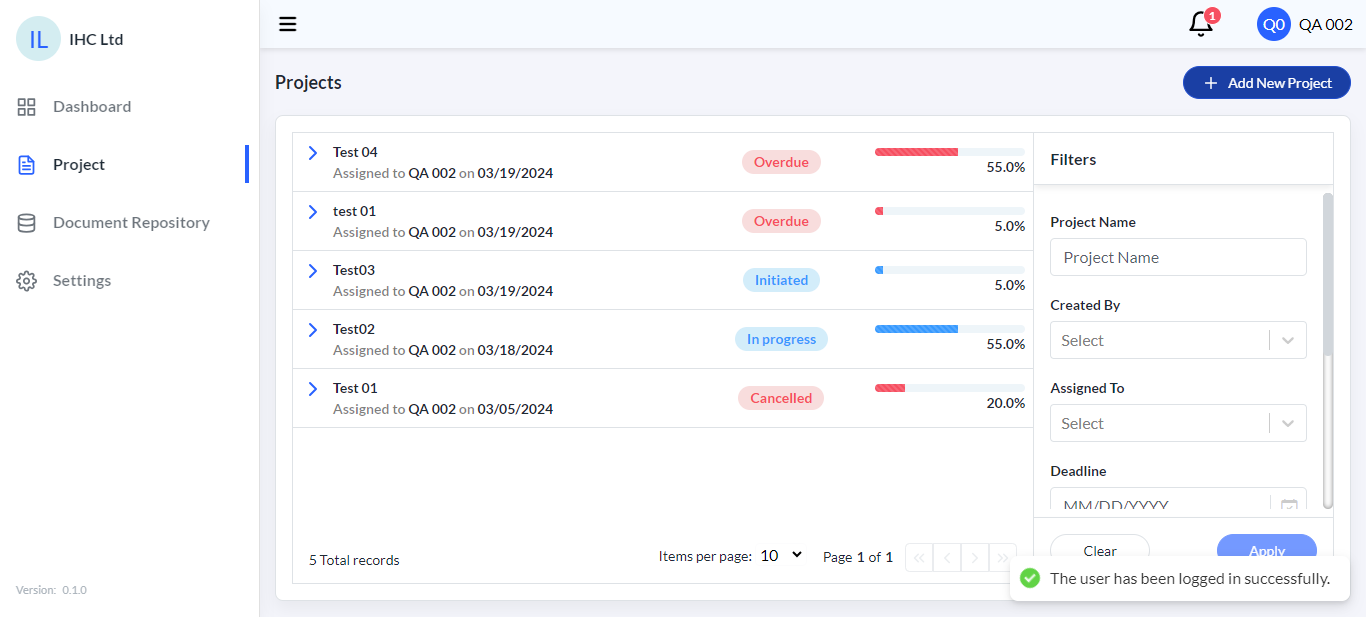 IL IHC Ltd
Dashboard
Project
Document Repository
Settings
Version: 0.1.0
1
Q0 QA 002
Projects
Add New Project
Test 04
Assigned to QA 002 on 03/19/2024
Overdue
55.0%
test 01
Assigned to QA 002 on 03/19/2024
Overdue
5.0%
Test03
Assigned to QA 002 on 03/19/2024
Initiated
5.0%
Test02
Assigned to QA 002 on 03/18/2024
In progress
55.0%
Test 01
Assigned to QA 002 on 03/05/2024
Cancelled
20.0%
5 Total records
Items per page: 10
Page 1 of 1
Filters
Project Name
Project Name
Created By
Select
Assigned To
Select
Deadline
MM/DD/YYYY
Clear
Apply
The user has been logged in successfully.